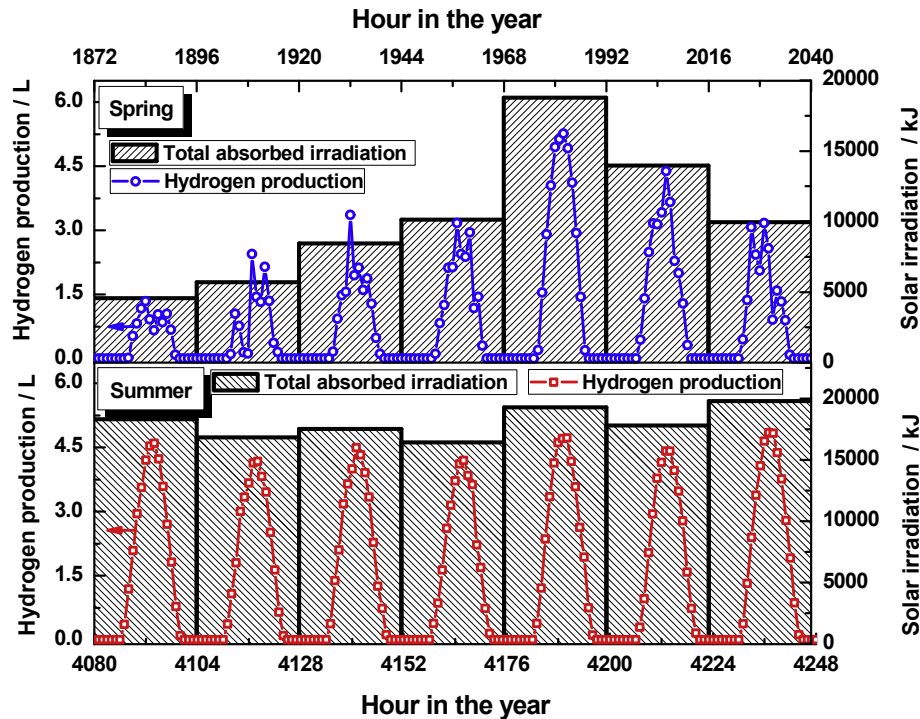 Hour in the year
1872 1896 1920 1944 1968 1992 2016 2040
Hydrogen production / L
6.0
4.5
3.0
1.5
0.0
Spring
Total absorbed irradiation
Hydrogen production
20000
15000
10000
5000
0
Solar irradiation / kJ
Hydrogen production / L
6.0
4.5
3.0
1.5
0.0
Summer
Total absorbed irradiation
Hydrogen production
20000
15000
10000
5000
0
Solar irradiation / kJ
4080 4104 4128 4152 4176 4200 4224 4248
Hour in the year